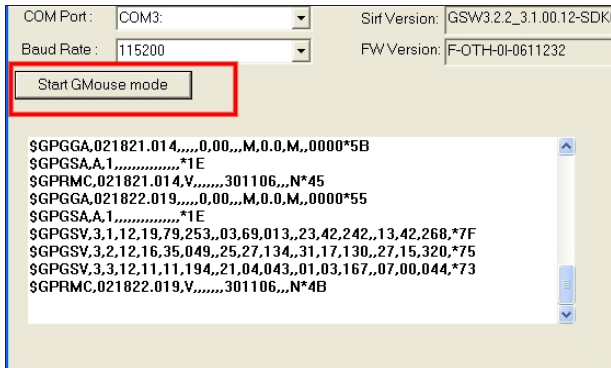 COM Port: COM3: Sirf Version: GSW3.2.2_3.1.00.12-SDK
Baud Rate: 115200 FW Version: F-OTH-0I-0611232
Start GMouse mode
$GPGGA,021821.014,,,,,0,00,,,M,0.0,M,,0000*5B
$GPGSA,A,1,,,,,,,,,,,,,,,*1E
$GPRMC,021821.014,V,,,,,,,301106,,,N*45
$GPGGA,021822.019,,,,,0,00,,,M,0.0,M,,0000*55
$GPGSA,A,1,,,,,,,,,,,,,,,*1E
$GPGSV,3,1,12,19,79,253,,03,69,013,,23,42,242,,13,42,268,*7F
$GPGSV,3,2,12,16,35,049,,25,27,134,,31,17,130,,27,15,320,*75
$GPGSV,3,3,12,11,11,194,,21,04,043,,01,03,167,,07,00,044,*73
$GPRMC,021822.019,V,,,,,,,301106,,,N*4B